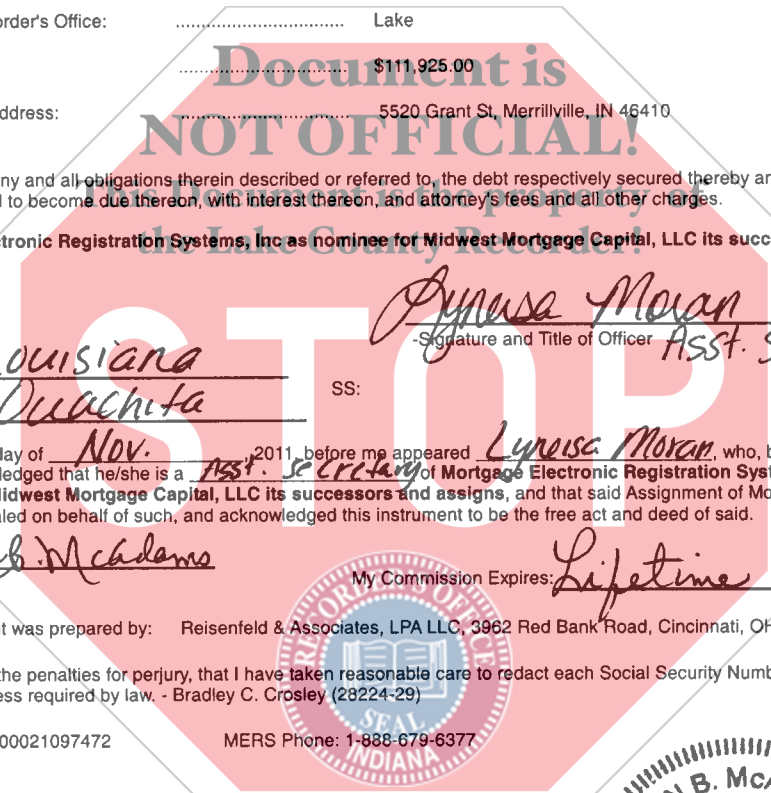 order's Office: ................................ Lake
................................ $111,925.00
ddress: ................................ 5520 Grant St, Merrillville, IN 46410
Document is
NOT OFFICIAL!
This Document is the property of
the Lake County Recorder!
ny and all obligations therein described or referred to, the debt respectively secured thereby an
l to become due thereon, with interest thereon, and attorney's fees and all other charges.
ctronic Registration Systems, Inc as nominee for Midwest Mortgage Capital, LLC its succ
Lyneisa Moran
-Signature and Title of Officer Asst. S
ouisiana
Ouachita
SS:
STOP
lay of Nov. , 2011, before me appeared Lyneisa Moran, who, b
ledged that he/she is a Asst. Secretary of Mortgage Electronic Registration Sys
idwest Mortgage Capital, LLC its successors and assigns, and that said Assignment of Mo
aled on behalf of such, and acknowledged this instrument to be the free act and deed of said.
B. McAdams
My Commission Expires: Lifetime
t was prepared by: Reisenfeld & Associates, LPA LLC, 3962 Red Bank Road, Cincinnati, OH
the penalties for perjury, that I have taken reasonable care to redact each Social Security Numb
ess required by law. - Bradley C. Crosley (28224-29)
RECORDER'S OFFICE
SEAL
INDIANA
00021097472 MERS Phone: 1-888-679-6377
N B. McA